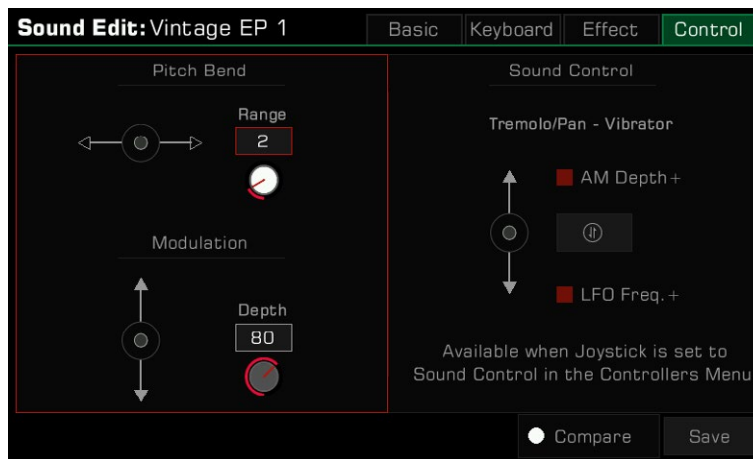 Sound Edit: Vintage EP 1
Basic
Keyboard
Effect
Control
Pitch Bend
Range
2
Modulation
Depth
80
Sound Control
Tremolo/Pan - Vibrator
AM Depth+
LFO Freq.+
Available when Joystick is set to
Sound Control in the Controllers Menu
Compare
Save